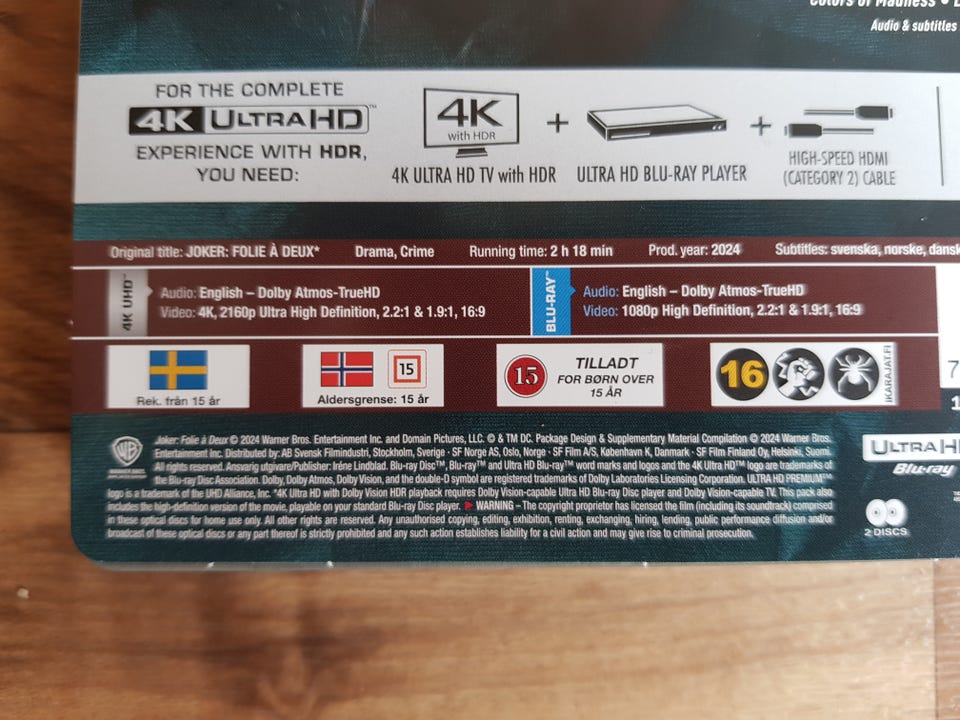 Colors of Madness •
Audio & subtitles
FOR THE COMPLETE
4K ULTRA HD™
EXPERIENCE WITH HDR,
YOU NEED:
4K
with HDR
4K ULTRA HD TV with HDR
+
ULTRA HD BLU-RAY PLAYER
+
HIGH-SPEED HDMI
(CATEGORY 2) CABLE
Original title: JOKER: FOLIE À DEUX* Drama, Crime Running time: 2 h 18 min Prod. year: 2024 Subtitles: svenska, norske, dansk
4K UHD™
Audio: English – Dolby Atmos-TrueHD
Video: 4K, 2160p Ultra High Definition, 2.2:1 & 1.9:1, 16:9
BLU-RAY™
Audio: English – Dolby Atmos-TrueHD
Video: 1080p High Definition, 2.2:1 & 1.9:1, 16:9
Rek. från 15 år
15
Aldersgrense: 15 år
15
TILLADT
FOR BØRN OVER
15 ÅR
16
IKARAJAT.FI
7
1
WB
Joker: Folie à Deux © 2024 Warner Bros. Entertainment Inc. and Domain Pictures, LLC. © & TM DC. Package Design & Supplementary Material Compilation © 2024 Warner Bros.
Entertainment Inc. Distributed by: AB Svensk Filmindustri, Stockholm, Sverige · SF Norge AS, Oslo, Norge · SF Film A/S, København K, Danmark · SF Film Finland Oy, Helsinki, Suomi.
All rights reserved. Ansvarig utgivare/Publisher: Iréne Lindblad. Blu-ray Disc™, Blu-ray™ and Ultra HD Blu-ray™ word marks and logos and the 4K Ultra HD™ logo are trademarks of
the Blu-ray Disc Association. Dolby, Dolby Atmos, Dolby Vision, and the double-D symbol are registered trademarks of Dolby Laboratories Licensing Corporation. ULTRA HD PREMIUM™
logo is a trademark of the UHD Alliance, Inc. *4K Ultra HD with Dolby Vision HDR playback requires Dolby Vision-capable Ultra HD Blu-ray Disc player and Dolby Vision-capable TV. This pack also
includes the high-definition version of the movie, playable on your standard Blu-ray Disc player. ► WARNING – The copyright proprietor has licensed the film (including its soundtrack) comprised
in these optical discs for home use only. All other rights are reserved. Any unauthorised copying, editing, exhibition, renting, exchanging, hiring, lending, public performance diffusion and/or
broadcast of these optical discs or any part thereof is strictly prohibited and any such action establishes liability for a civil action and may give rise to criminal prosecution.
ULTRA HD
Blu-ray
2 DISCS